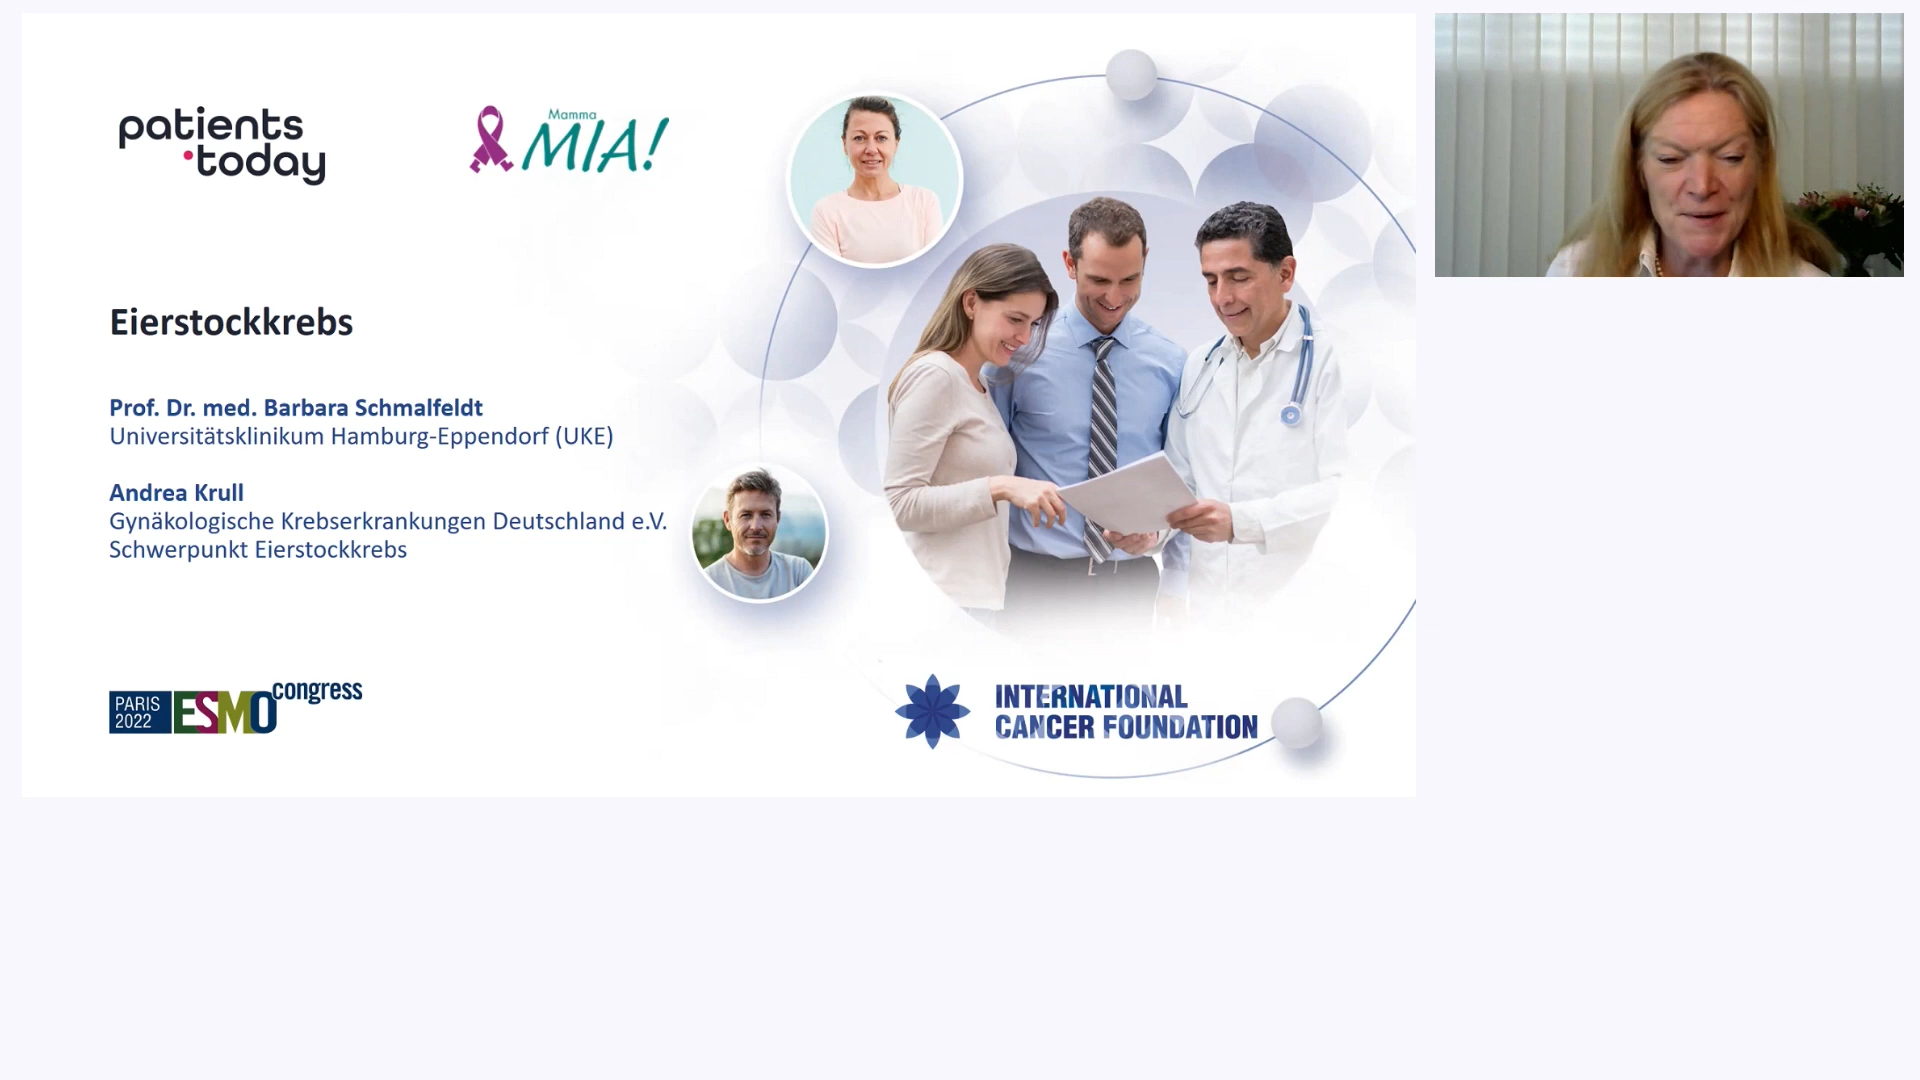 patients
today
Mamma
MIA!
Eierstockkrebs
Prof. Dr. med. Barbara Schmalfeldt
Universitätsklinikum Hamburg-Eppendorf (UKE)
Andrea Krull
Gynäkologische Krebserkrankungen Deutschland e.V.
Schwerpunkt Eierstockkrebs
PARIS
2022
ESMO
congress
INTERNATIONAL
CANCER FOUNDATION